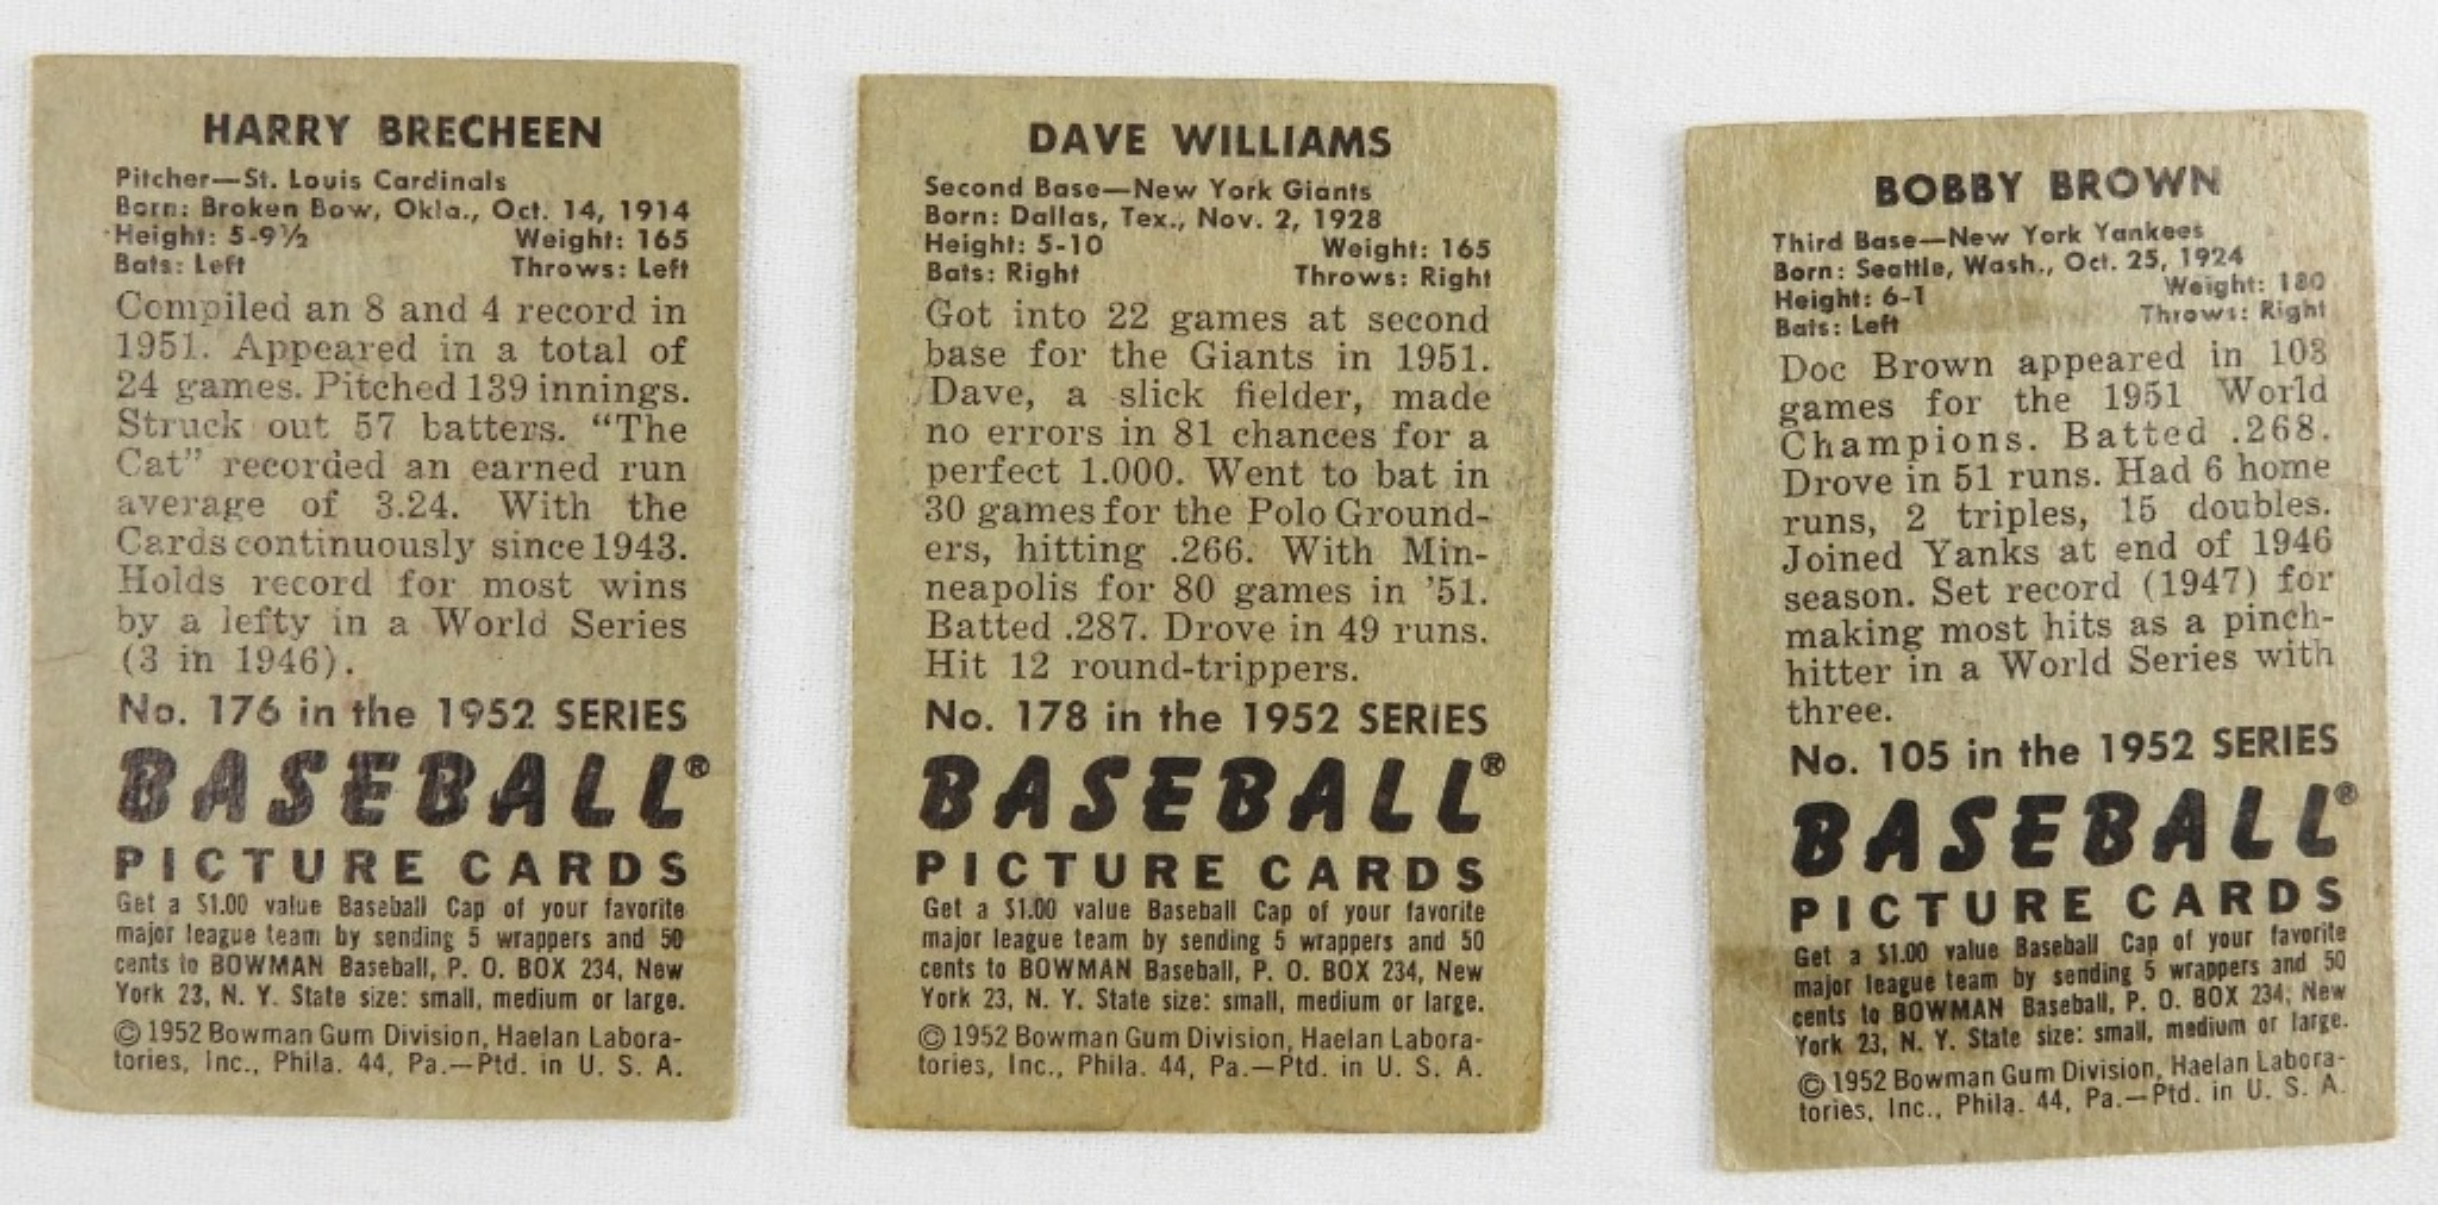 HARRY BRECHEEN
Pitcher—St. Louis Cardinals
Born: Broken Bow, Okla., Oct. 14, 1914
Height: 5-9½ Weight: 165
Bats: Left Throws: Left
Compiled an 8 and 4 record in
1951. Appeared in a total of
24 games. Pitched 139 innings.
Struck out 57 batters. “The
Cat” recorded an earned run
average of 3.24. With the
Cards continuously since 1943.
Holds record for most wins
by a lefty in a World Series
(3 in 1946).
No. 176 in the 1952 SERIES
BASEBALL®
PICTURE CARDS
Get a $1.00 value Baseball Cap of your favorite
major league team by sending 5 wrappers and 50
cents to BOWMAN Baseball, P. O. BOX 234, New
York 23, N. Y. State size: small, medium or large.
© 1952 Bowman Gum Division, Haelan Labora-
tories, Inc., Phila. 44, Pa.—Ptd. in U. S. A.
DAVE WILLIAMS
Second Base—New York Giants
Born: Dallas, Tex., Nov. 2, 1928
Height: 5-10 Weight: 165
Bats: Right Throws: Right
Got into 22 games at second
base for the Giants in 1951.
Dave, a slick fielder, made
no errors in 81 chances for a
perfect 1.000. Went to bat in
30 games for the Polo Ground-
ers, hitting .266. With Min-
neapolis for 80 games in ’51.
Batted .287. Drove in 49 runs.
Hit 12 round-trippers.
No. 178 in the 1952 SERIES
BASEBALL®
PICTURE CARDS
Get a $1.00 value Baseball Cap of your favorite
major league team by sending 5 wrappers and 50
cents to BOWMAN Baseball, P. O. BOX 234, New
York 23, N. Y. State size: small, medium or large.
© 1952 Bowman Gum Division, Haelan Labora-
tories, Inc., Phila. 44, Pa.—Ptd. in U. S. A.
BOBBY BROWN
Third Base—New York Yankees
Born: Seattle, Wash., Oct. 25, 1924
Height: 6-1 Weight: 180
Bats: Left Throws: Right
Doc Brown appeared in 103
games for the 1951 World
Champions. Batted .268.
Drove in 51 runs. Had 6 home
runs, 2 triples, 15 doubles.
Joined Yanks at end of 1946
season. Set record (1947) for
making most hits as a pinch-
hitter in a World Series with
three.
No. 105 in the 1952 SERIES
BASEBALL®
PICTURE CARDS
Get a $1.00 value Baseball Cap of your favorite
major league team by sending 5 wrappers and 50
cents to BOWMAN Baseball, P. O. BOX 234, New
York 23, N. Y. State size: small, medium or large.
© 1952 Bowman Gum Division, Haelan Labora-
tories, Inc., Phila. 44, Pa.—Ptd. in U. S. A.